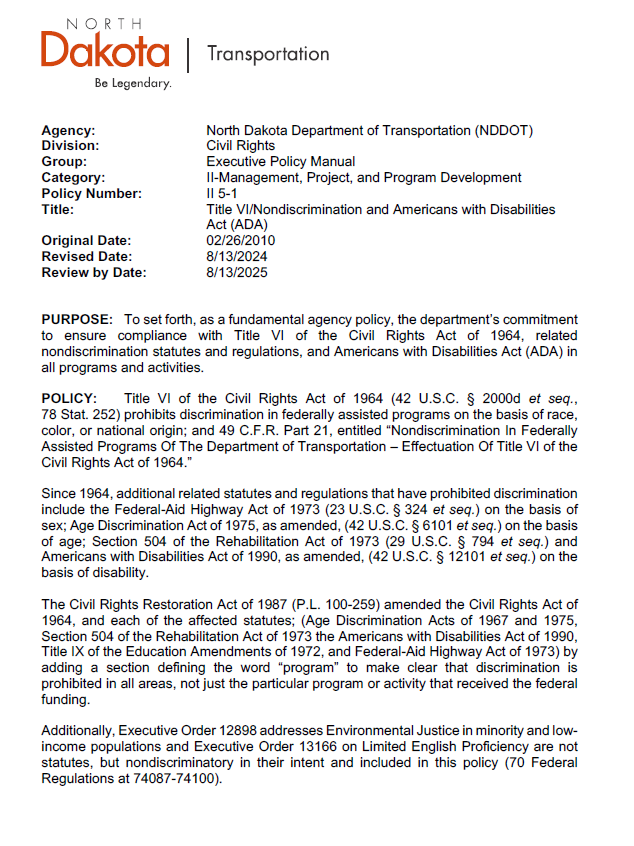 NORTH
Dakota
Be Legendary.
Transportation
Agency: North Dakota Department of Transportation (NDDOT)
Division: Civil Rights
Group: Executive Policy Manual
Category: II-Management, Project, and Program Development
Policy Number: II 5-1
Title: Title VI/Nondiscrimination and Americans with Disabilities
Act (ADA)
Original Date: 02/26/2010
Revised Date: 8/13/2024
Review by Date: 8/13/2025
PURPOSE: To set forth, as a fundamental agency policy, the department's commitment
to ensure compliance with Title VI of the Civil Rights Act of 1964, related
nondiscrimination statutes and regulations, and Americans with Disabilities Act (ADA) in
all programs and activities.
POLICY: Title VI of the Civil Rights Act of 1964 (42 U.S.C. § 2000d et seq.,
78 Stat. 252) prohibits discrimination in federally assisted programs on the basis of race,
color, or national origin; and 49 C.F.R. Part 21, entitled “Nondiscrimination In Federally
Assisted Programs Of The Department of Transportation – Effectuation Of Title VI of the
Civil Rights Act of 1964.”
Since 1964, additional related statutes and regulations that have prohibited discrimination
include the Federal-Aid Highway Act of 1973 (23 U.S.C. § 324 et seq.) on the basis of
sex; Age Discrimination Act of 1975, as amended, (42 U.S.C. § 6101 et seq.) on the basis
of age; Section 504 of the Rehabilitation Act of 1973 (29 U.S.C. § 794 et seq.) and
Americans with Disabilities Act of 1990, as amended, (42 U.S.C. § 12101 et seq.) on the
basis of disability.
The Civil Rights Restoration Act of 1987 (P.L. 100-259) amended the Civil Rights Act of
1964, and each of the affected statutes; (Age Discrimination Acts of 1967 and 1975,
Section 504 of the Rehabilitation Act of 1973 the Americans with Disabilities Act of 1990,
Title IX of the Education Amendments of 1972, and Federal-Aid Highway Act of 1973) by
adding a section defining the word “program” to make clear that discrimination is
prohibited in all areas, not just the particular program or activity that received the federal
funding.
Additionally, Executive Order 12898 addresses Environmental Justice in minority and low-
income populations and Executive Order 13166 on Limited English Proficiency are not
statutes, but nondiscriminatory in their intent and included in this policy (70 Federal
Regulations at 74087-74100).